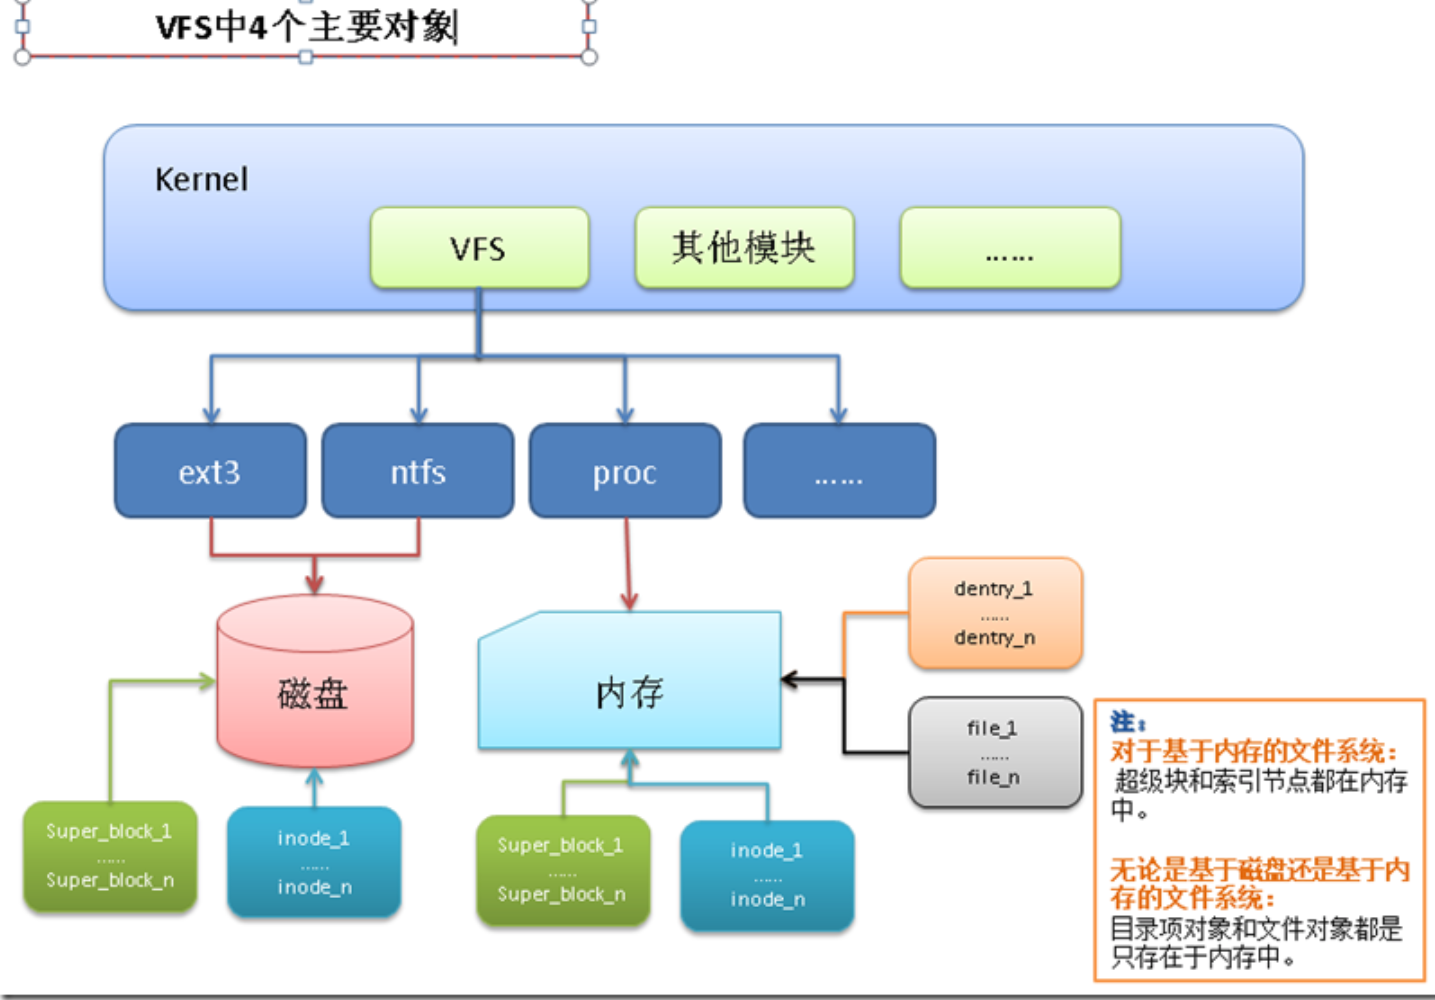 VFS中4个主要对象
Kernel
VFS
其他模块
......
ext3
ntfs
proc
......
磁盘
内存
dentry_1
......
dentry_n
file_1
......
file_n
Super_block_1
......
Super_block_n
inode_1
......
inode_n
Super_block_1
......
Super_block_n
inode_1
......
inode_n
注：
对于基于内存的文件系统：
超级块和索引节点都在内存
中。
无论是基于磁盘还是基于内
存的文件系统：
目录项对象和文件对象都是
只存在于内存中。